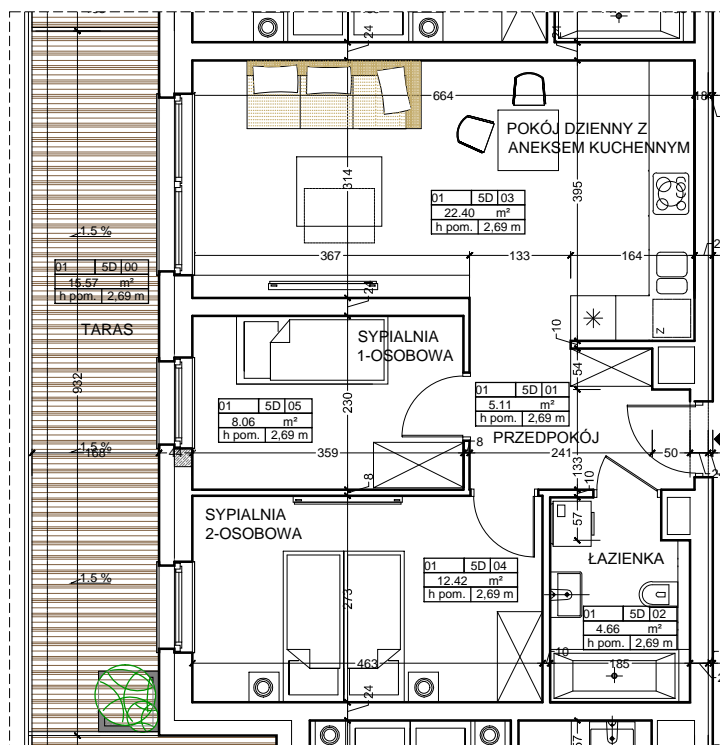 24
24
664
18
POKÓJ DZIENNY Z
ANEKSEM KUCHENNYM
314
395
01 5D 03
22.40 m²
h pom. 2,69 m
1.5 %
367
133
164
01 5D 00
15.57 m²
h pom. 2,69 m
24
TARAS
10
Z
SYPIALNIA
1-OSOBOWA
54
932
230
01 5D 05
8.06 m²
h pom. 2,69 m
01 5D 01
5.11 m²
h pom. 2,69 m
PRZEDPOKÓJ
8
1.5 %
168
44
359
241
50
133
8
10
SYPIALNIA
2-OSOBOWA
57
ŁAZIENKA
01 5D 04
12.42 m²
h pom. 2,69 m
1.5 %
273
01 5D 02
4.66 m²
h pom. 2,69 m
10
463
185
24
57